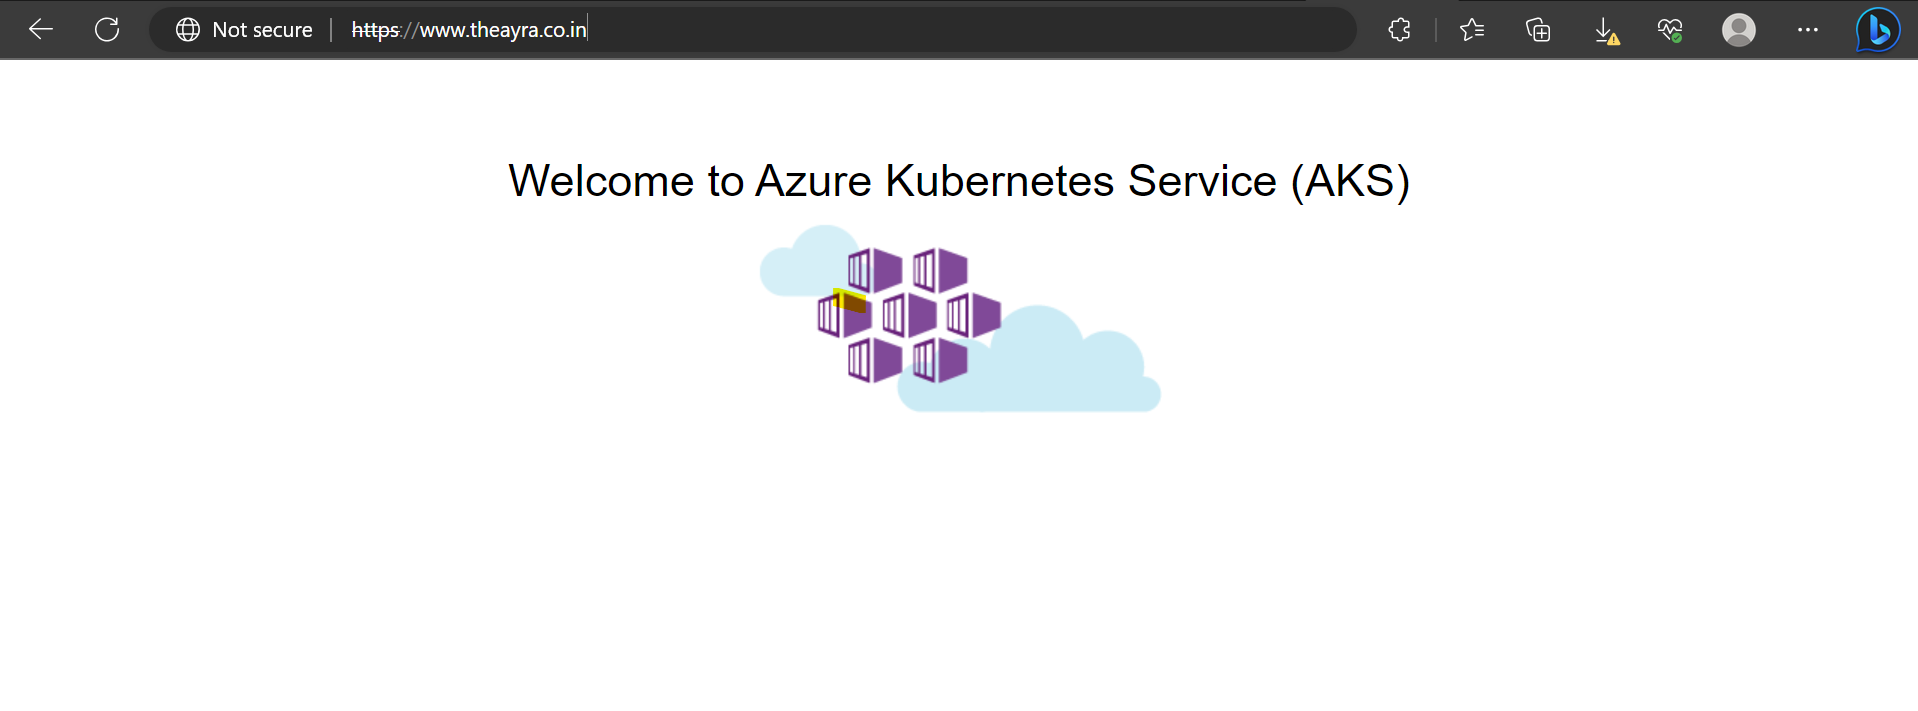 Not secure | https://www.theayra.co.in
Welcome to Azure Kubernetes Service (AKS)